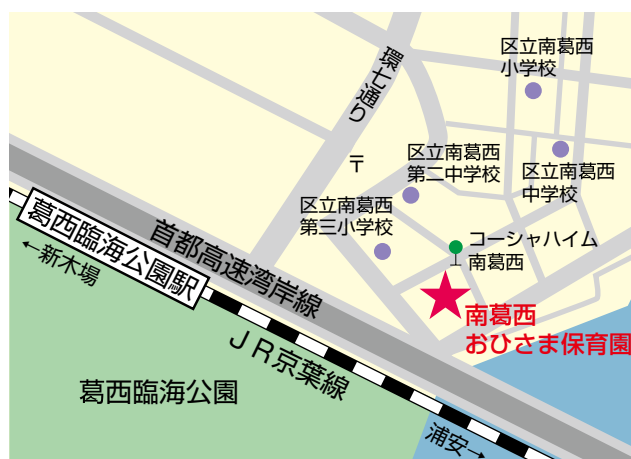 区立南葛西
小学校
環七通り
〒
区立南葛西
第二中学校
区立南葛西
中学校
区立南葛西
第三小学校
コーシャハイム
南葛西
葛西臨海公園駅
←新木場
首都高速湾岸線
南葛西
おひさま保育園
JR京葉線
葛西臨海公園
浦安→